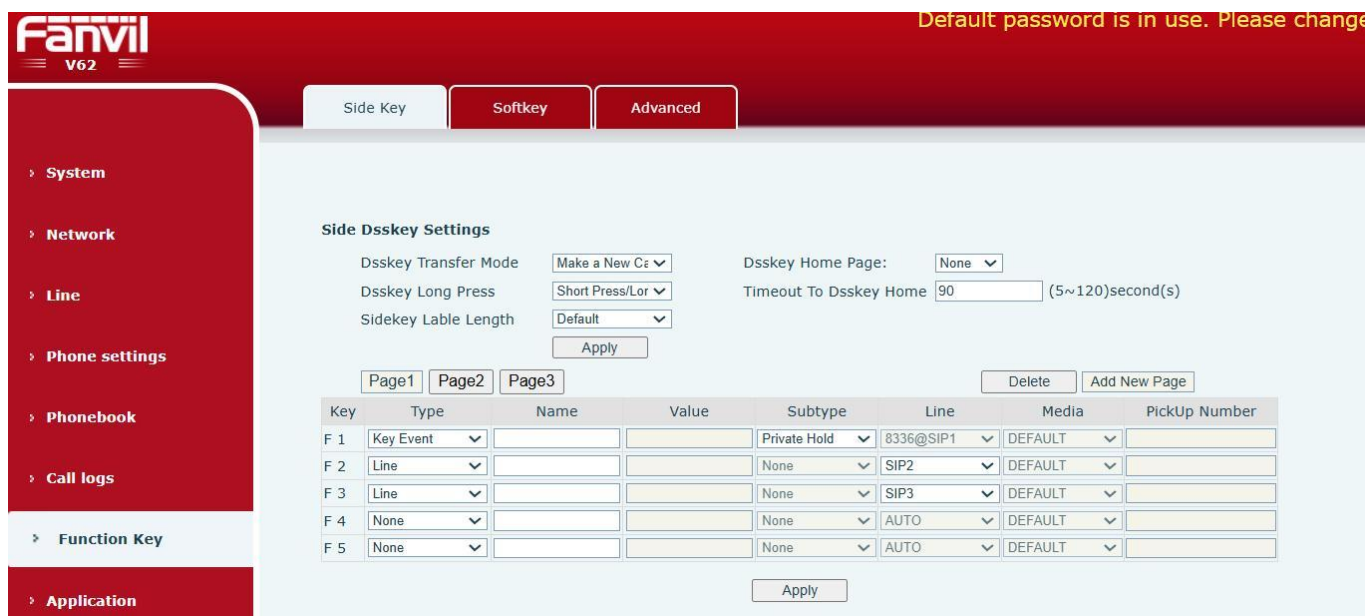 Default password is in use. Please change
Fanvil
V62
Side Key Softkey Advanced
System
Network
Line
Phone settings
Phonebook
Call logs
Function Key
Application
Side Dsskey Settings
Dsskey Transfer Mode Make a New Ca Dsskey Home Page: None
Dsskey Long Press Short Press/Lor Timeout To Dsskey Home 90 (5~120)second(s)
Sidekey Lable Length Default
Apply
Page1 Page2 Page3 Delete Add New Page
Key Type Name Value Subtype Line Media PickUp Number
F 1 Key Event Private Hold 8336@SIP1 DEFAULT
F 2 Line None SIP2 DEFAULT
F 3 Line None SIP3 DEFAULT
F 4 None None AUTO DEFAULT
F 5 None None AUTO DEFAULT
Apply